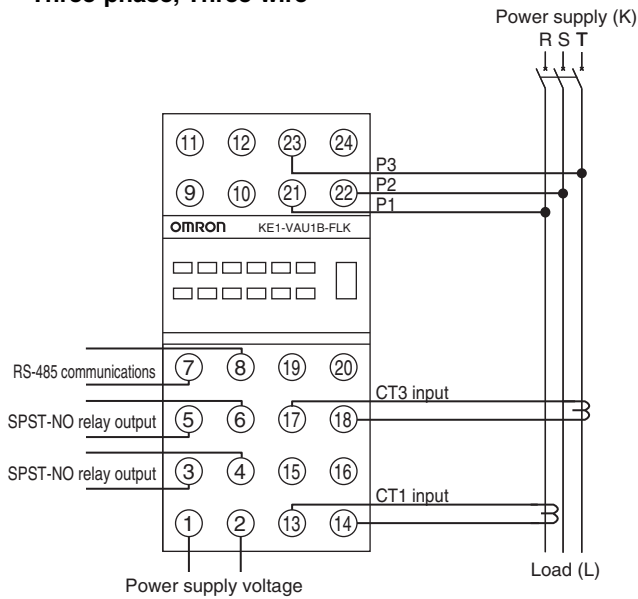 Three-phase, Three-wire
Power supply (K)
R S T
11 12 23 24
P3
9 10 21 22
P2
P1
OMRON KE1-VAU1B-FLK
RS-485 communications
7 8 19 20
CT3 input
SPST-NO relay output
5 6 17 18
SPST-NO relay output
3 4 15 16
CT1 input
1 2 13 14
Load (L)
Power supply voltage